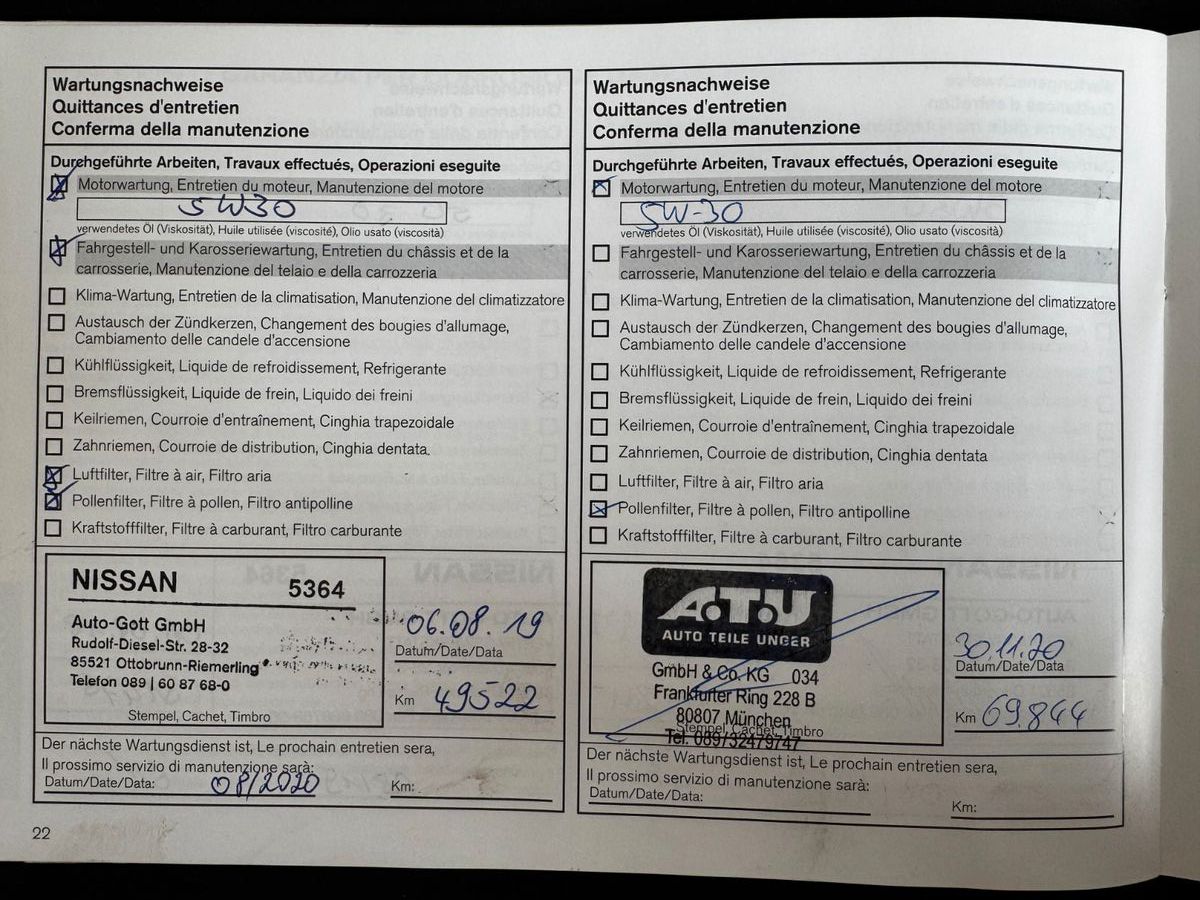 Wartungsnachweise
Quittances d'entretien
Conferma della manutenzione
Durchgeführte Arbeiten, Travaux effectués, Operazioni eseguite
Motorwartung, Entretien du moteur, Manutenzione del motore
5W30
verwendetes Öl (Viskosität), Huile utilisée (viscosité), Olio usato (viscosità)
Fahrgestell- und Karosseriewartung, Entretien du châssis et de la
carrosserie, Manutenzione del telaio e della carrozzeria
Klima-Wartung, Entretien de la climatisation, Manutenzione del climatizzatore
Austausch der Zündkerzen, Changement des bougies d'allumage,
Cambiamento delle candele d'accensione
Kühlflüssigkeit, Liquide de refroidissement, Refrigerante
Bremsflüssigkeit, Liquide de frein, Liquido dei freini
Keilriemen, Courroie d'entraînement, Cinghia trapezoidale
Zahnriemen, Courroie de distribution, Cinghia dentata.
Luftfilter, Filtre à air, Filtro aria
Pollenfilter, Filtre à pollen, Filtro antipolline
Kraftstofffilter, Filtre à carburant, Filtro carburante
NISSAN 5364
Auto-Gott GmbH
Rudolf-Diesel-Str. 28-32
85521 Ottobrunn-Riemerling
Telefon 089 | 60 87 68-0
Stempel, Cachet, Timbro
06.08.19
Datum/Date/Data
Km 49522
Der nächste Wartungsdienst ist, Le prochain entretien sera,
Il prossimo servizio di manutenzione sarà:
Datum/Date/Data: 08/2020 Km:
22
Wartungsnachweise
Quittances d'entretien
Conferma della manutenzione
Durchgeführte Arbeiten, Travaux effectués, Operazioni eseguite
Motorwartung, Entretien du moteur, Manutenzione del motore
5W-30
verwendetes Öl (Viskosität), Huile utilisée (viscosité), Olio usato (viscosità)
Fahrgestell- und Karosseriewartung, Entretien du châssis et de la
carrosserie, Manutenzione del telaio e della carrozzeria
Klima-Wartung, Entretien de la climatisation, Manutenzione del climatizzatore
Austausch der Zündkerzen, Changement des bougies d'allumage,
Cambiamento delle candele d'accensione
Kühlflüssigkeit, Liquide de refroidissement, Refrigerante
Bremsflüssigkeit, Liquide de frein, Liquido dei freini
Keilriemen, Courroie d'entraînement, Cinghia trapezoidale
Zahnriemen, Courroie de distribution, Cinghia dentata
Luftfilter, Filtre à air, Filtro aria
Pollenfilter, Filtre à pollen, Filtro antipolline
Kraftstofffilter, Filtre à carburant, Filtro carburante
A.T.U
AUTO TEILE UNGER
GmbH & Co. KG 034
Frankfurter Ring 228 B
80807 München
Stempel, Cachet, Timbro
Tel. 089/32479747
30.11.20
Datum/Date/Data
Km 69.844
Der nächste Wartungsdienst ist, Le prochain entretien sera,
Il prossimo servizio di manutenzione sarà:
Datum/Date/Data: Km: